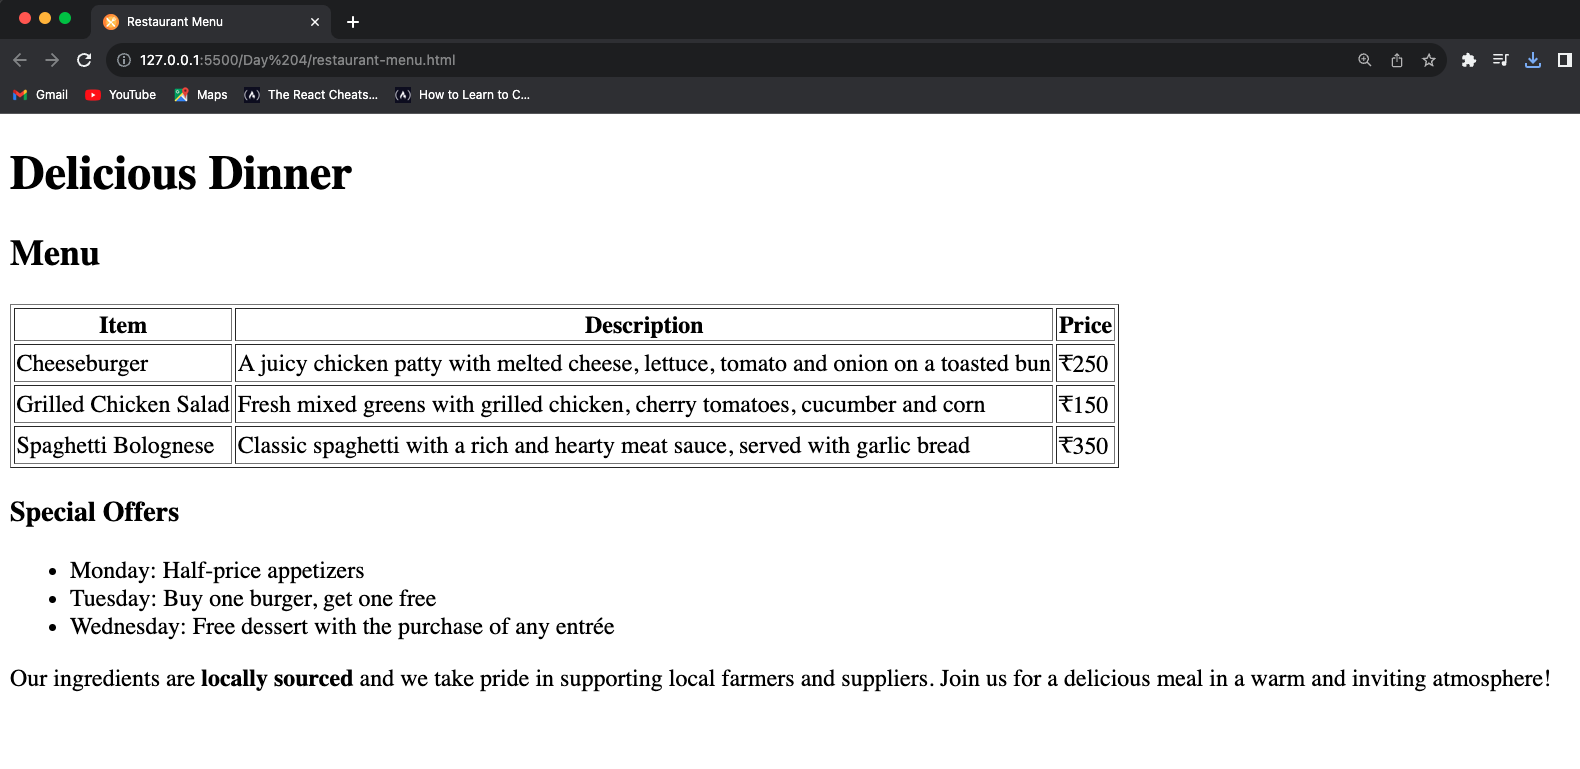 Restaurant Menu
127.0.0.1:5500/Day%204/restaurant-menu.html
Gmail YouTube Maps The React Cheats... How to Learn to C...
Delicious Dinner
Menu
Item Description Price
Cheeseburger A juicy chicken patty with melted cheese, lettuce, tomato and onion on a toasted bun ₹250
Grilled Chicken Salad Fresh mixed greens with grilled chicken, cherry tomatoes, cucumber and corn ₹150
Spaghetti Bolognese Classic spaghetti with a rich and hearty meat sauce, served with garlic bread ₹350
Special Offers
• Monday: Half-price appetizers
• Tuesday: Buy one burger, get one free
• Wednesday: Free dessert with the purchase of any entrée
Our ingredients are locally sourced and we take pride in supporting local farmers and suppliers. Join us for a delicious meal in a warm and inviting atmosphere!